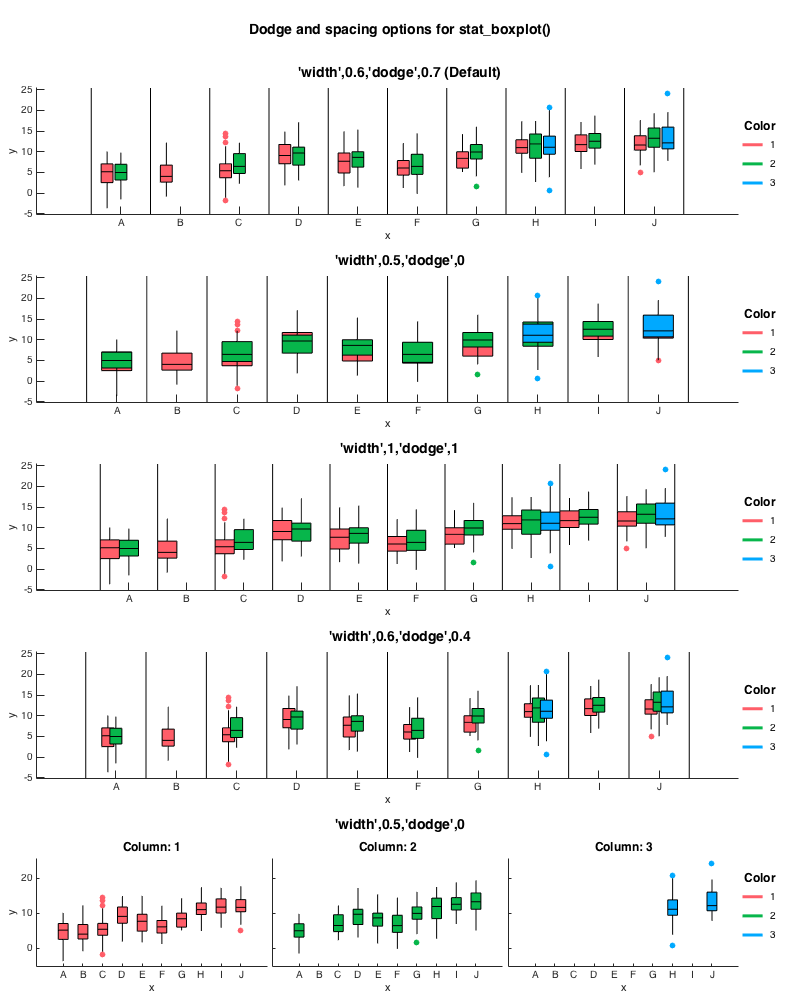 Dodge and spacing options for stat_boxplot()
'width',0.6,'dodge',0.7 (Default)
25
20
15
10
5
0
-5
y
A B C D E F G H I J
x
Color
1
2
3
'width',0.5,'dodge',0
25
20
15
10
5
0
-5
y
A B C D E F G H I J
x
Color
1
2
3
'width',1,'dodge',1
25
20
15
10
5
0
-5
y
A B C D E F G H I J
x
Color
1
2
3
'width',0.6,'dodge',0.4
25
20
15
10
5
0
-5
y
A B C D E F G H I J
x
Color
1
2
3
'width',0.5,'dodge',0
Column: 1 Column: 2 Column: 3
20
10
0
y
A B C D E F G H I J A B C D E F G H I J A B C D E F G H I J
x x x
Color
1
2
3